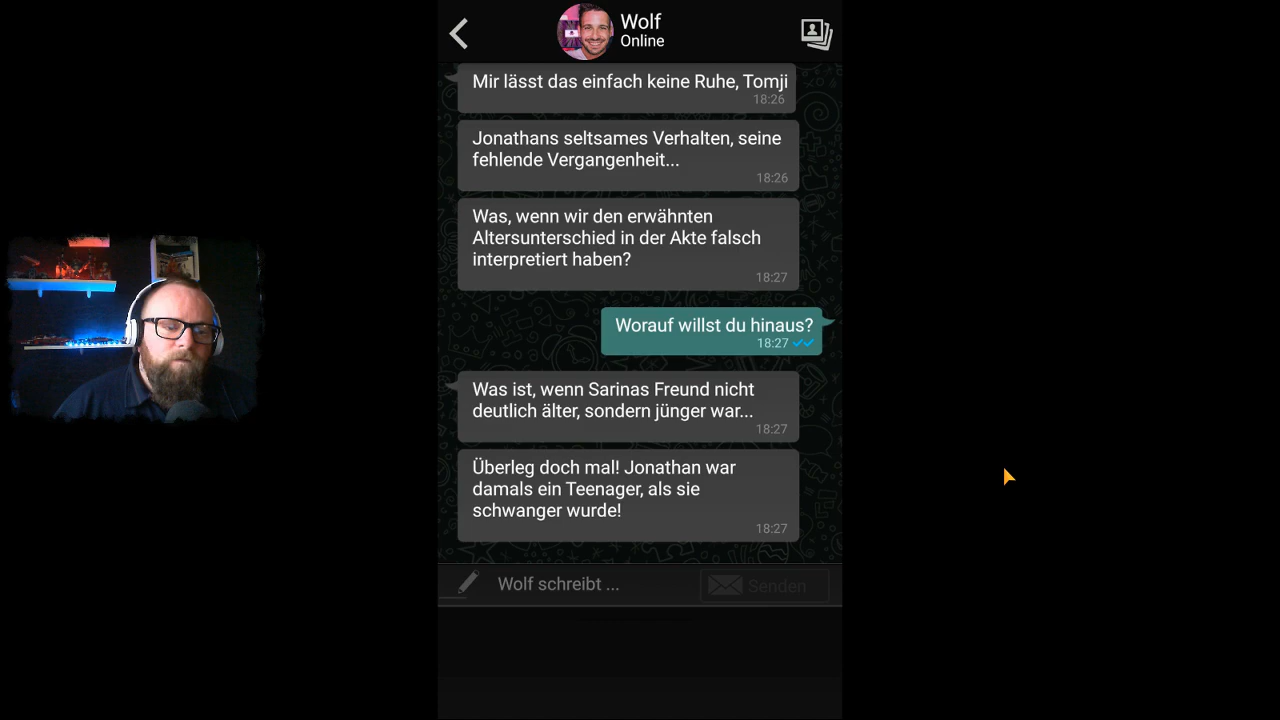 Wolf
Online
Mir lässt das einfach keine Ruhe, Tomji
18:26
Jonathans seltsames Verhalten, seine
fehlende Vergangenheit...
18:26
Was, wenn wir den erwähnten
Altersunterschied in der Akte falsch
interpretiert haben?
18:27
Worauf willst du hinaus?
18:27
Was ist, wenn Sarinas Freund nicht
deutlich älter, sondern jünger war...
18:27
Überleg doch mal! Jonathan war
damals ein Teenager, als sie
schwanger wurde!
18:27
Wolf schreibt ...
Senden